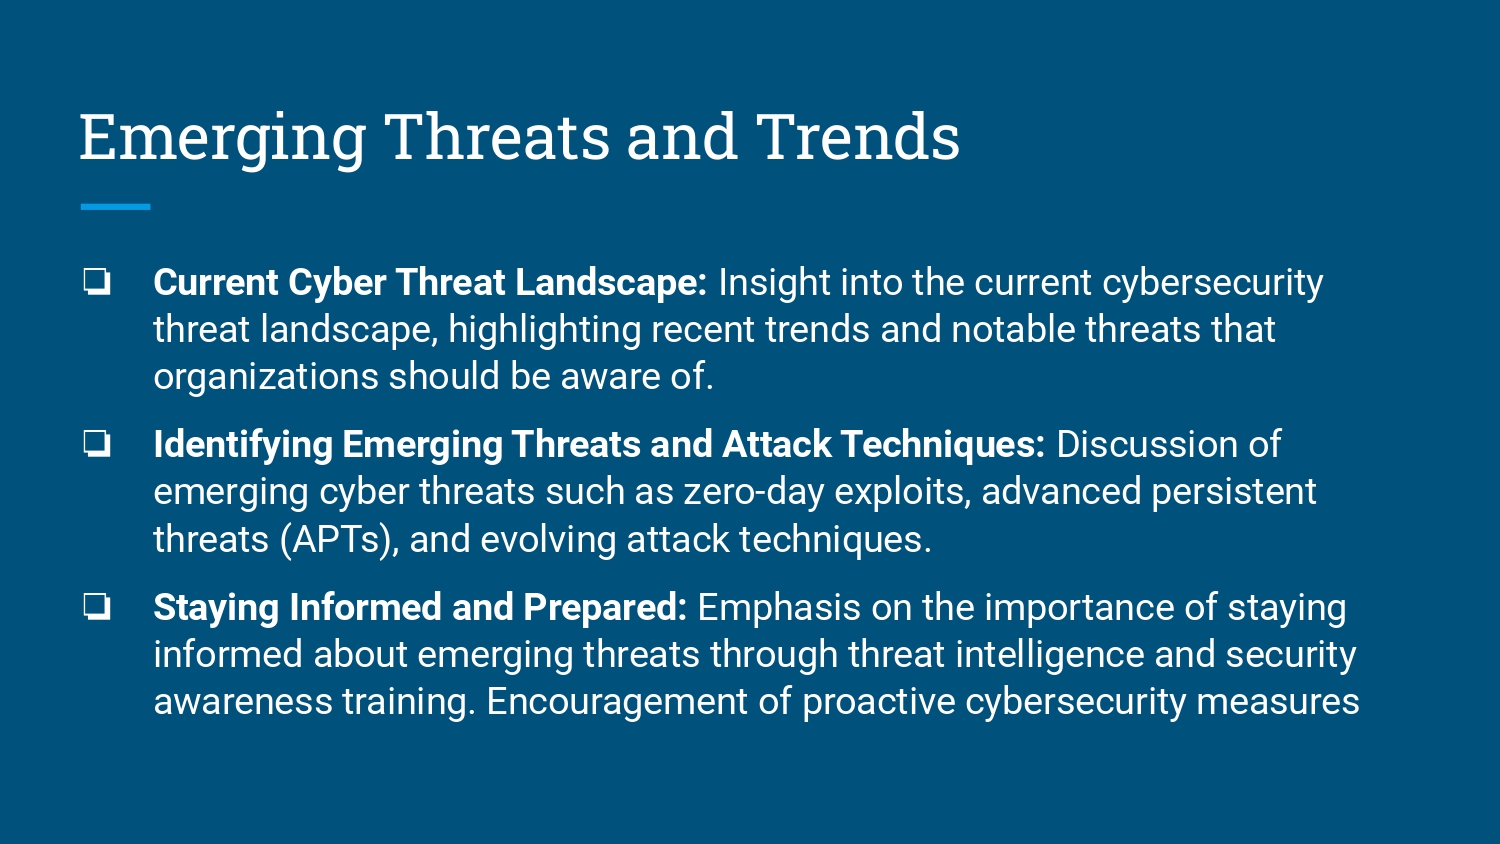 Emerging Threats and Trends
❏ Current Cyber Threat Landscape: Insight into the current cybersecurity
threat landscape, highlighting recent trends and notable threats that
organizations should be aware of.
❏ Identifying Emerging Threats and Attack Techniques: Discussion of
emerging cyber threats such as zero-day exploits, advanced persistent
threats (APTs), and evolving attack techniques.
❏ Staying Informed and Prepared: Emphasis on the importance of staying
informed about emerging threats through threat intelligence and security
awareness training. Encouragement of proactive cybersecurity measures